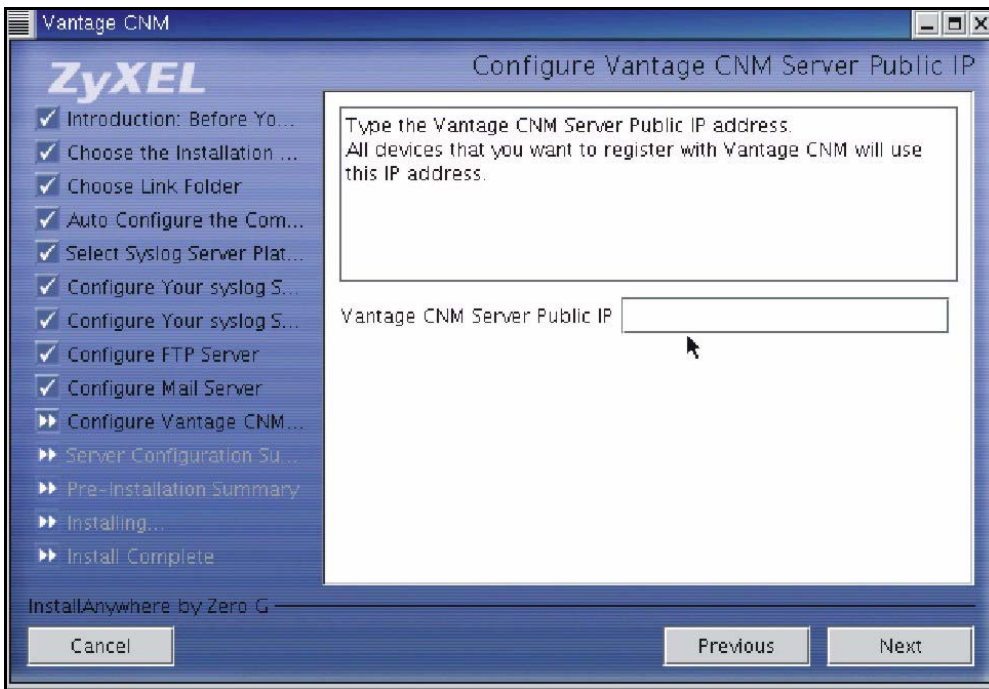 Vantage CNM
ZyXEL
Configure Vantage CNM Server Public IP
Introduction: Before Yo...
Choose the Installation ...
Choose Link Folder
Auto Configure the Com...
Select Syslog Server Plat...
Configure Your syslog S...
Configure Your syslog S...
Configure FTP Server
Configure Mail Server
Configure Vantage CNM...
Server Configuration Su...
Pre-Installation Summary
Installing...
Install Complete
Type the Vantage CNM Server Public IP address.
All devices that you want to register with Vantage CNM will use
this IP address.
Vantage CNM Server Public IP
InstallAnywhere by Zero G
Cancel
Previous
Next